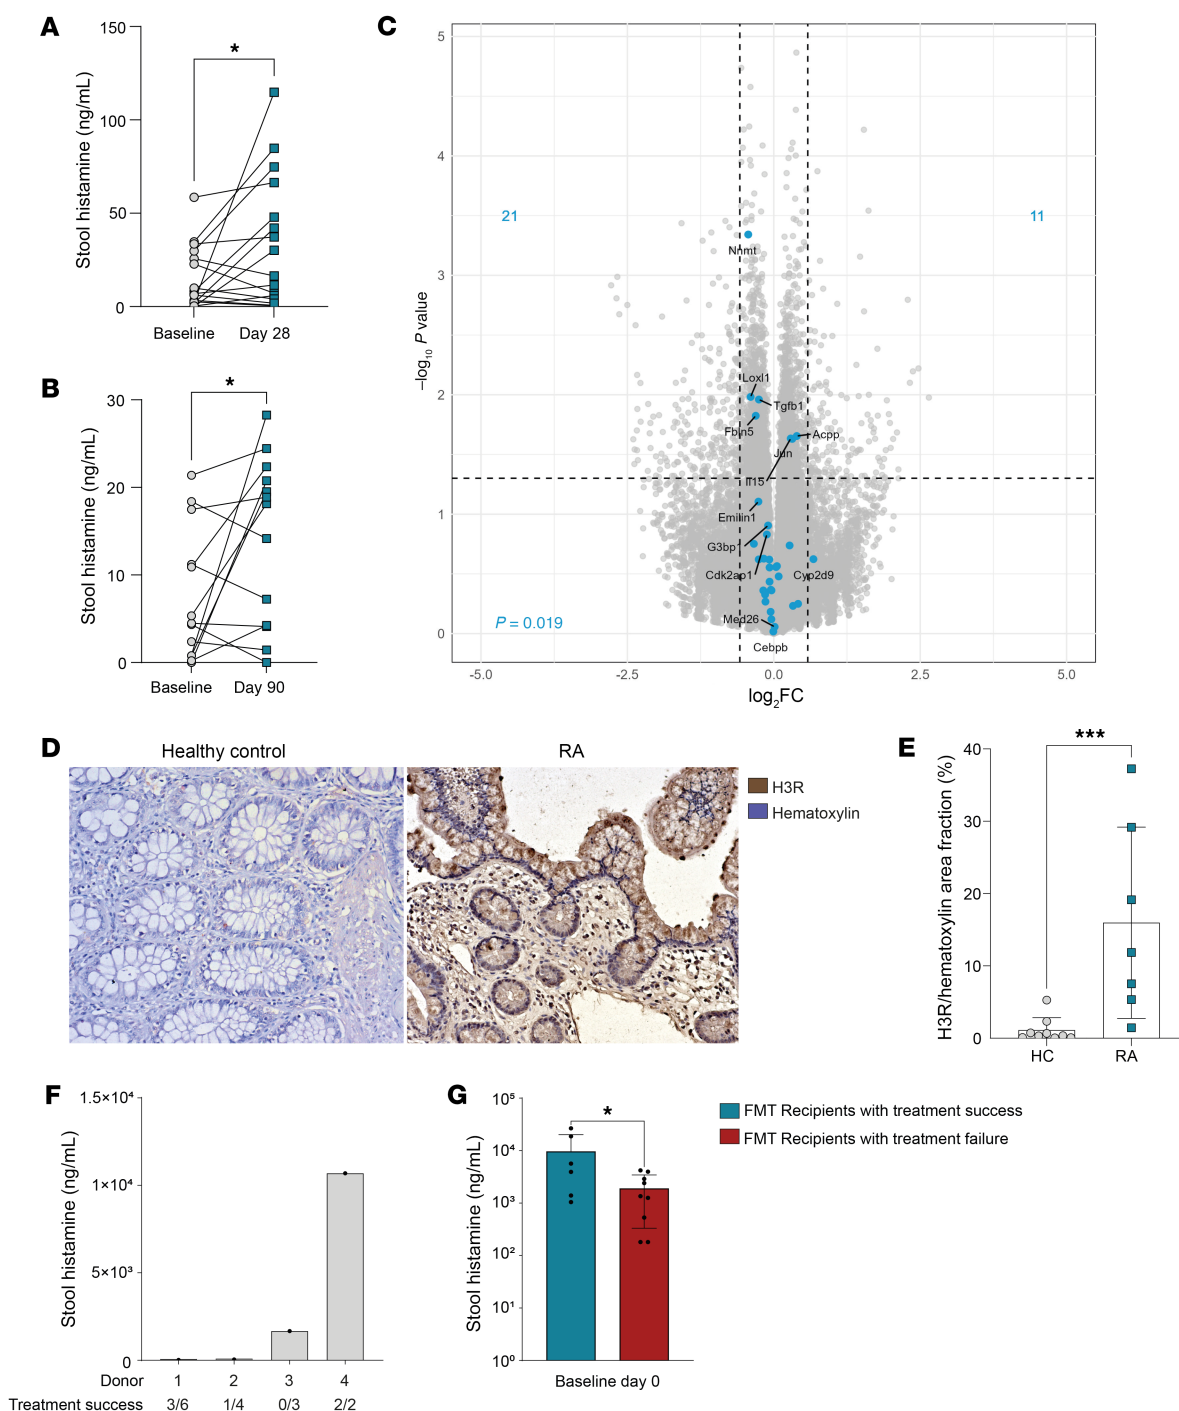 A
150
100
50
0
Stool histamine (ng/mL)
*
Baseline
Day 28
B
30
20
10
0
Stool histamine (ng/mL)
*
Baseline
Day 90
C
5
4
3
2
1
0
–log10 P value
21
11
Nnmt
Loxl1
Tgfb1
Fbln5
Acpp
Jun
Il15
Emilin1
G3bp1
Cdk2ap1
Cyp2d9
Med26
Cebpb
P = 0.019
-5.0
-2.5
0.0
2.5
5.0
log2FC
D
Healthy control
RA
H3R
Hematoxylin
E
H3R/hematoxylin area fraction (%)
40
30
20
10
0
***
HC
RA
F
1.5×10⁴
1×10⁴
5×10³
0
Stool histamine (ng/mL)
Donor 1 2 3 4
Treatment success 3/6 1/4 0/3 2/2
G
10⁵
10⁴
10³
10²
10¹
10⁰
Stool histamine (ng/mL)
*
Baseline day 0
FMT Recipients with treatment success
FMT Recipients with treatment failure